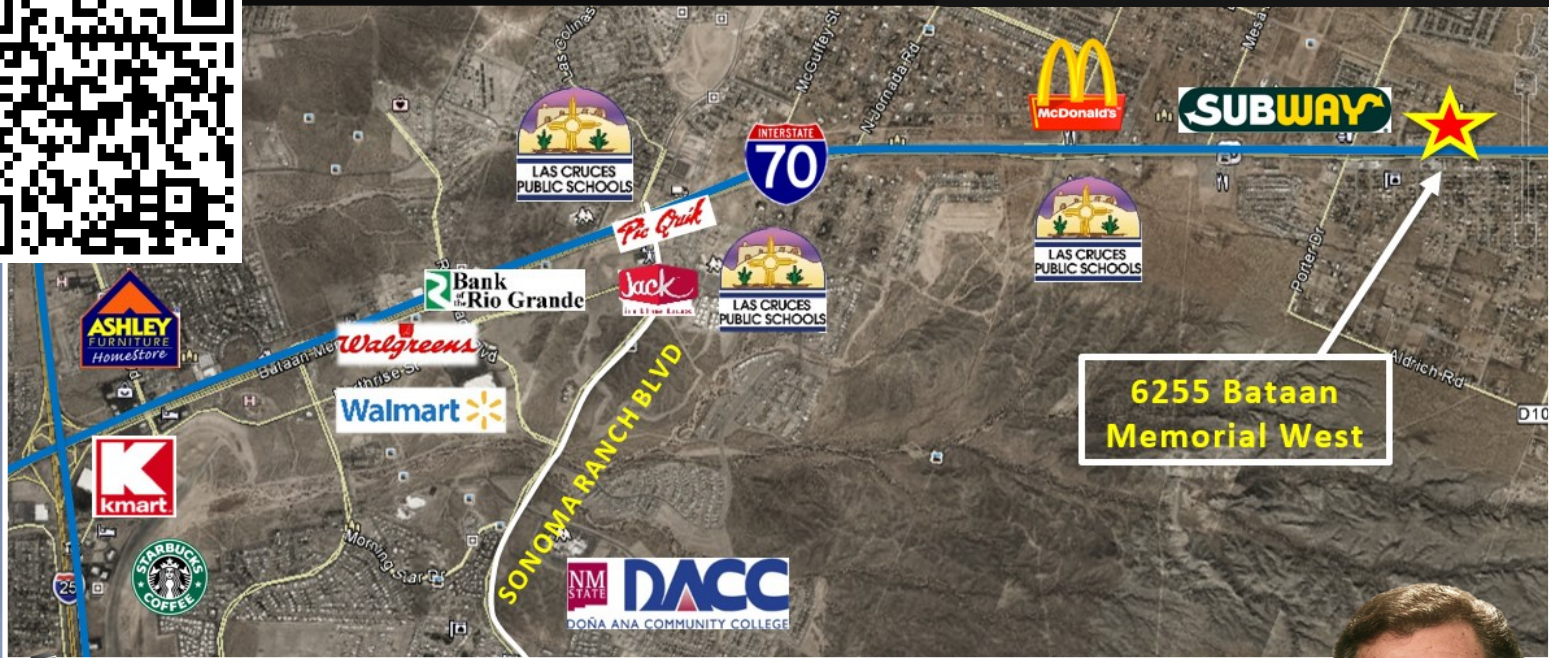 Las Colinas
McGuffey St
N Jornada Rd
Mesa
McDonald's
SUBWAY
LAS CRUCES
PUBLIC SCHOOLS
INTERSTATE
70
Pic Quik
LAS CRUCES
PUBLIC SCHOOLS
LAS CRUCES
PUBLIC SCHOOLS
Porter Dr
ASHLEY
FURNITURE
HomeStore
Bank
of the Rio Grande
Jack
Walgreens
Walmart
SONOMA RANCH BLVD
Aldrich Rd
D10
6255 Bataan
Memorial West
K
kmart
STARBUCKS
COFFEE
25
Morning Star Dr
NM
STATE
DACC
DOÑA ANA COMMUNITY COLLEGE